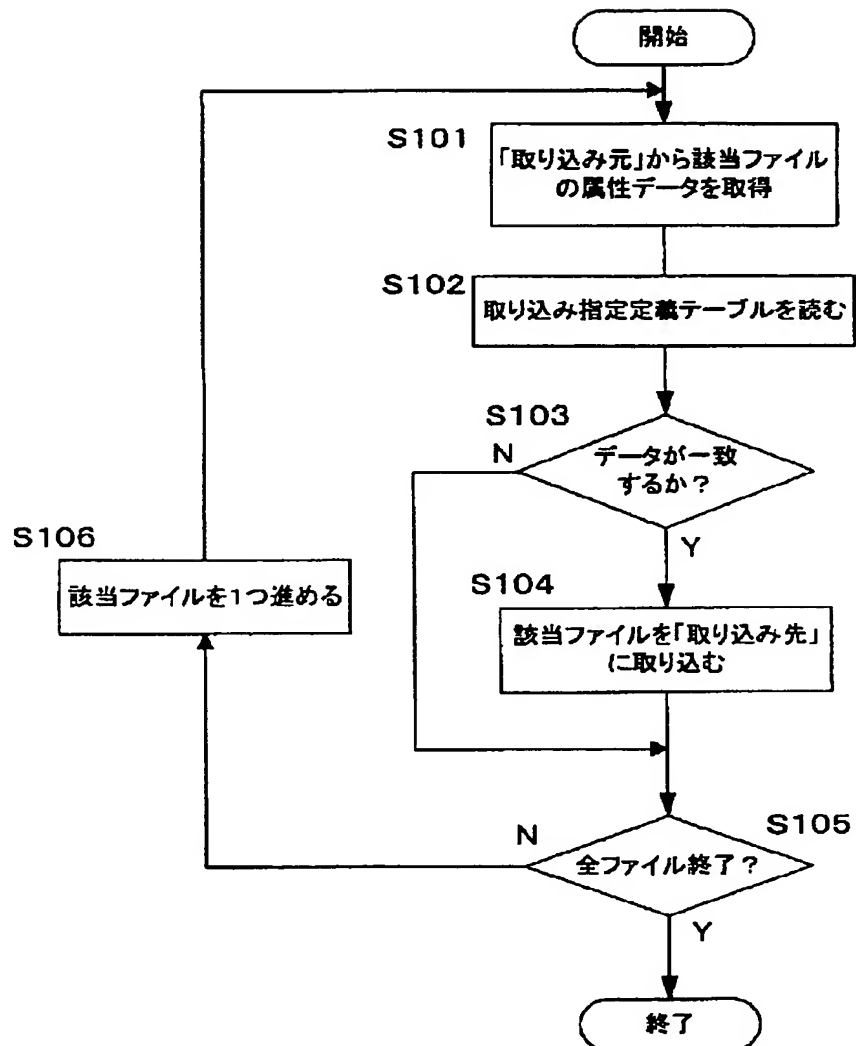 開始
S101
「取り込み元」から該当ファイル
の属性データを取得
S102
取り込み指定定義テーブルを読む
S103
N
データが一致
するか?
Y
S106
該当ファイルを1つ進める
S104
該当ファイルを「取り込み先」
に取り込む
N
S105
全ファイル終了?
Y
終了